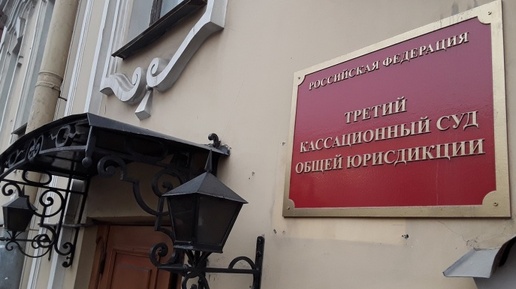 РОССИЙСКАЯ ФЕДЕРАЦИЯ
ТРЕТИЙ
КАССАЦИОННЫЙ СУД
ОБЩЕЙ ЮРИСДИКЦИИ